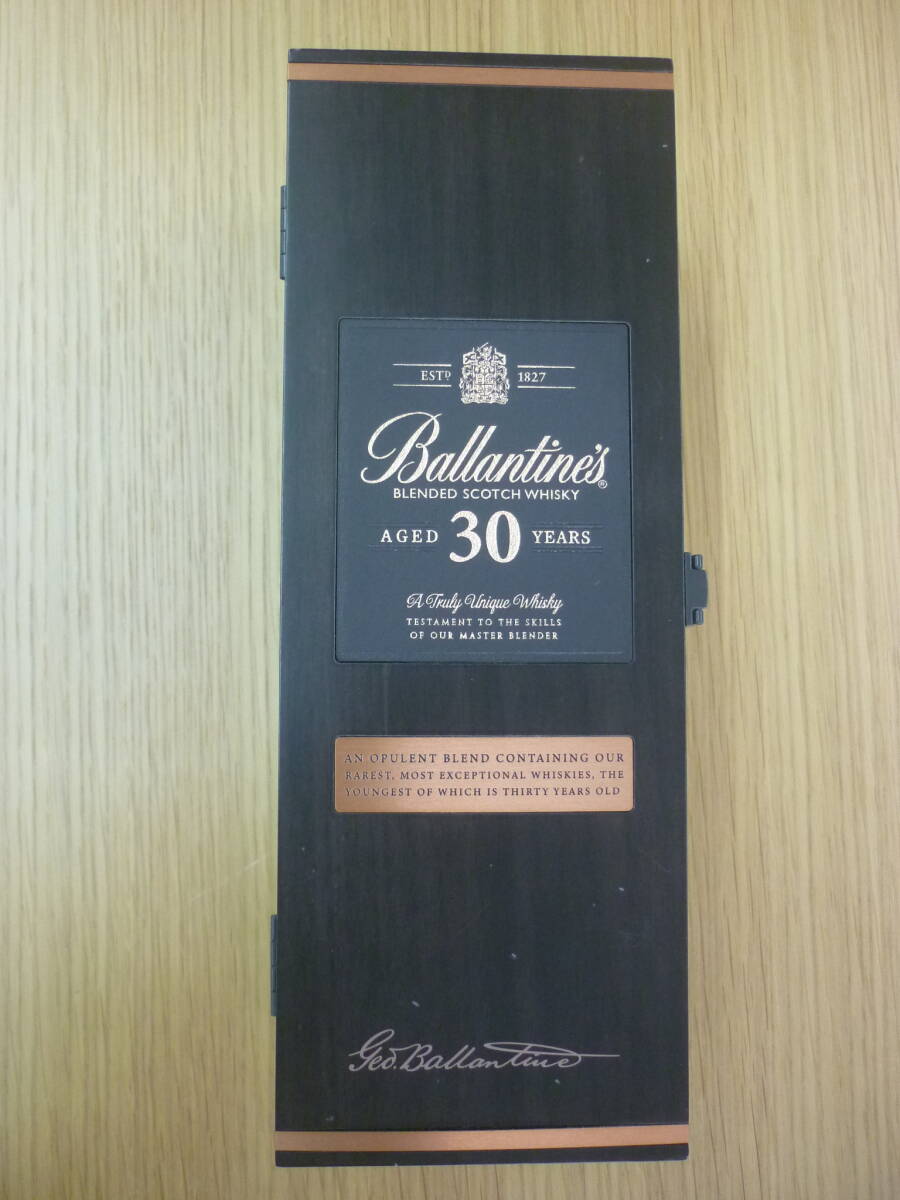 ESTD 1827
Ballantine's®
BLENDED SCOTCH WHISKY
AGED 30 YEARS
A Truly Unique Whisky
TESTAMENT TO THE SKILLS
OF OUR MASTER BLENDER
AN OPULENT BLEND CONTAINING OUR
RAREST, MOST EXCEPTIONAL WHISKIES, THE
YOUNGEST OF WHICH IS THIRTY YEARS OLD
Geo. Ballantine